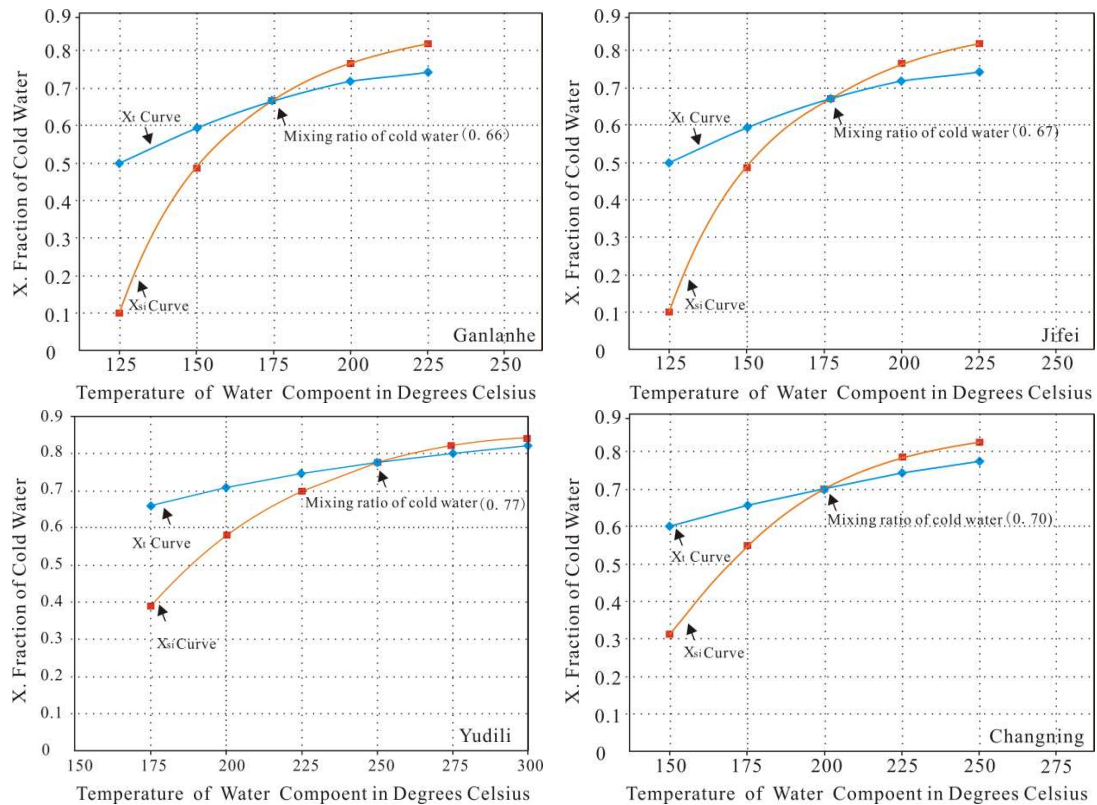 0.9
0.8
0.7
0.6
0.5
0.4
0.3
0.2
0.1
0
X. Fraction of Cold Water
Xt Curve
Mixing ratio of cold water (0. 66)
Xsi Curve
Ganlanhe
125 150 175 200 225 250
Temperature of Water Compoent in Degrees Celsius
0.9
0.8
0.7
0.6
0.5
0.4
0.3
0.2
0.1
0
X. Fraction of Cold Water
Xt Curve
Mixing ratio of cold water (0. 67)
Xsi Curve
Jifei
125 150 175 200 225 250
Temperature of Water Compoent in Degrees Celsius
0.9
0.8
0.7
0.6
0.5
0.4
0.3
0.2
0.1
0
X. Fraction of Cold Water
Mixing ratio of cold water (0. 77)
Xt Curve
Xsi Curve
Yudili
150 175 200 225 250 275 300
Temperature of Water Compoent in Degrees Celsius
0.9
0.8
0.7
0.6
0.5
0.4
0.3
0.2
0.1
0
X. Fraction of Cold Water
Mixing ratio of cold water (0. 70)
Xt Curve
Xsi Curve
Changning
150 175 200 225 250 275
Temperature of Water Compoent in Degrees Celsius